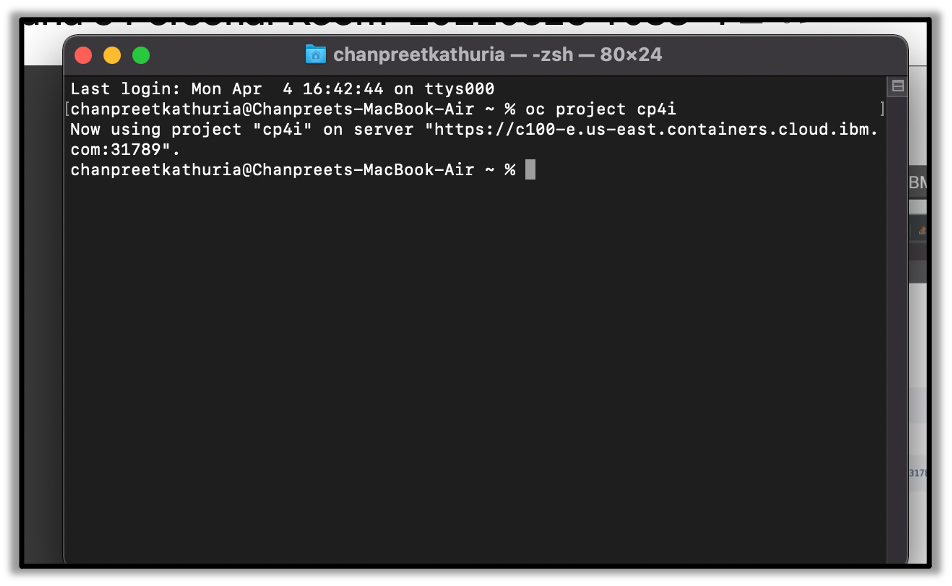 chanpreetkathuria — -zsh — 80×24
Last login: Mon Apr  4 16:42:44 on ttys000
[chanpreetkathuria@Chanpreets-MacBook-Air ~ % oc project cp4i ]
Now using project "cp4i" on server "https://c100-e.us-east.containers.cloud.ibm.
com:31789".
chanpreetkathuria@Chanpreets-MacBook-Air ~ %